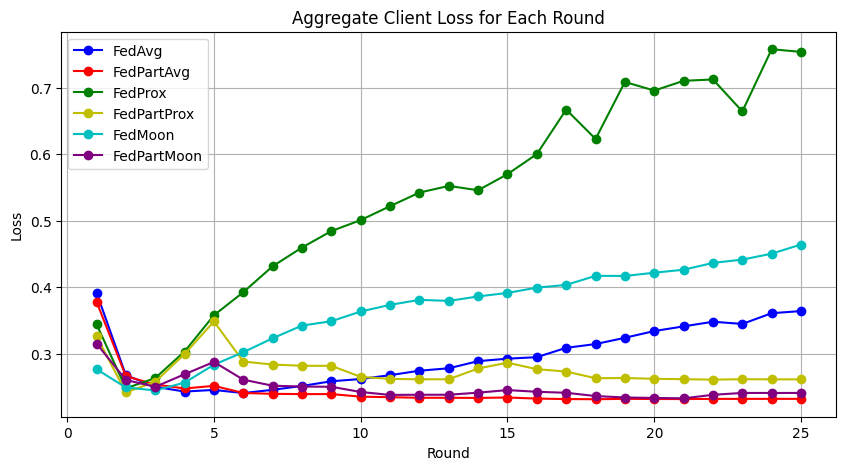 Aggregate Client Loss for Each Round
FedAvg
FedPartAvg
FedProx
FedPartProx
FedMoon
FedPartMoon
Loss
0.7
0.6
0.5
0.4
0.3
0 5 10 15 20 25
Round